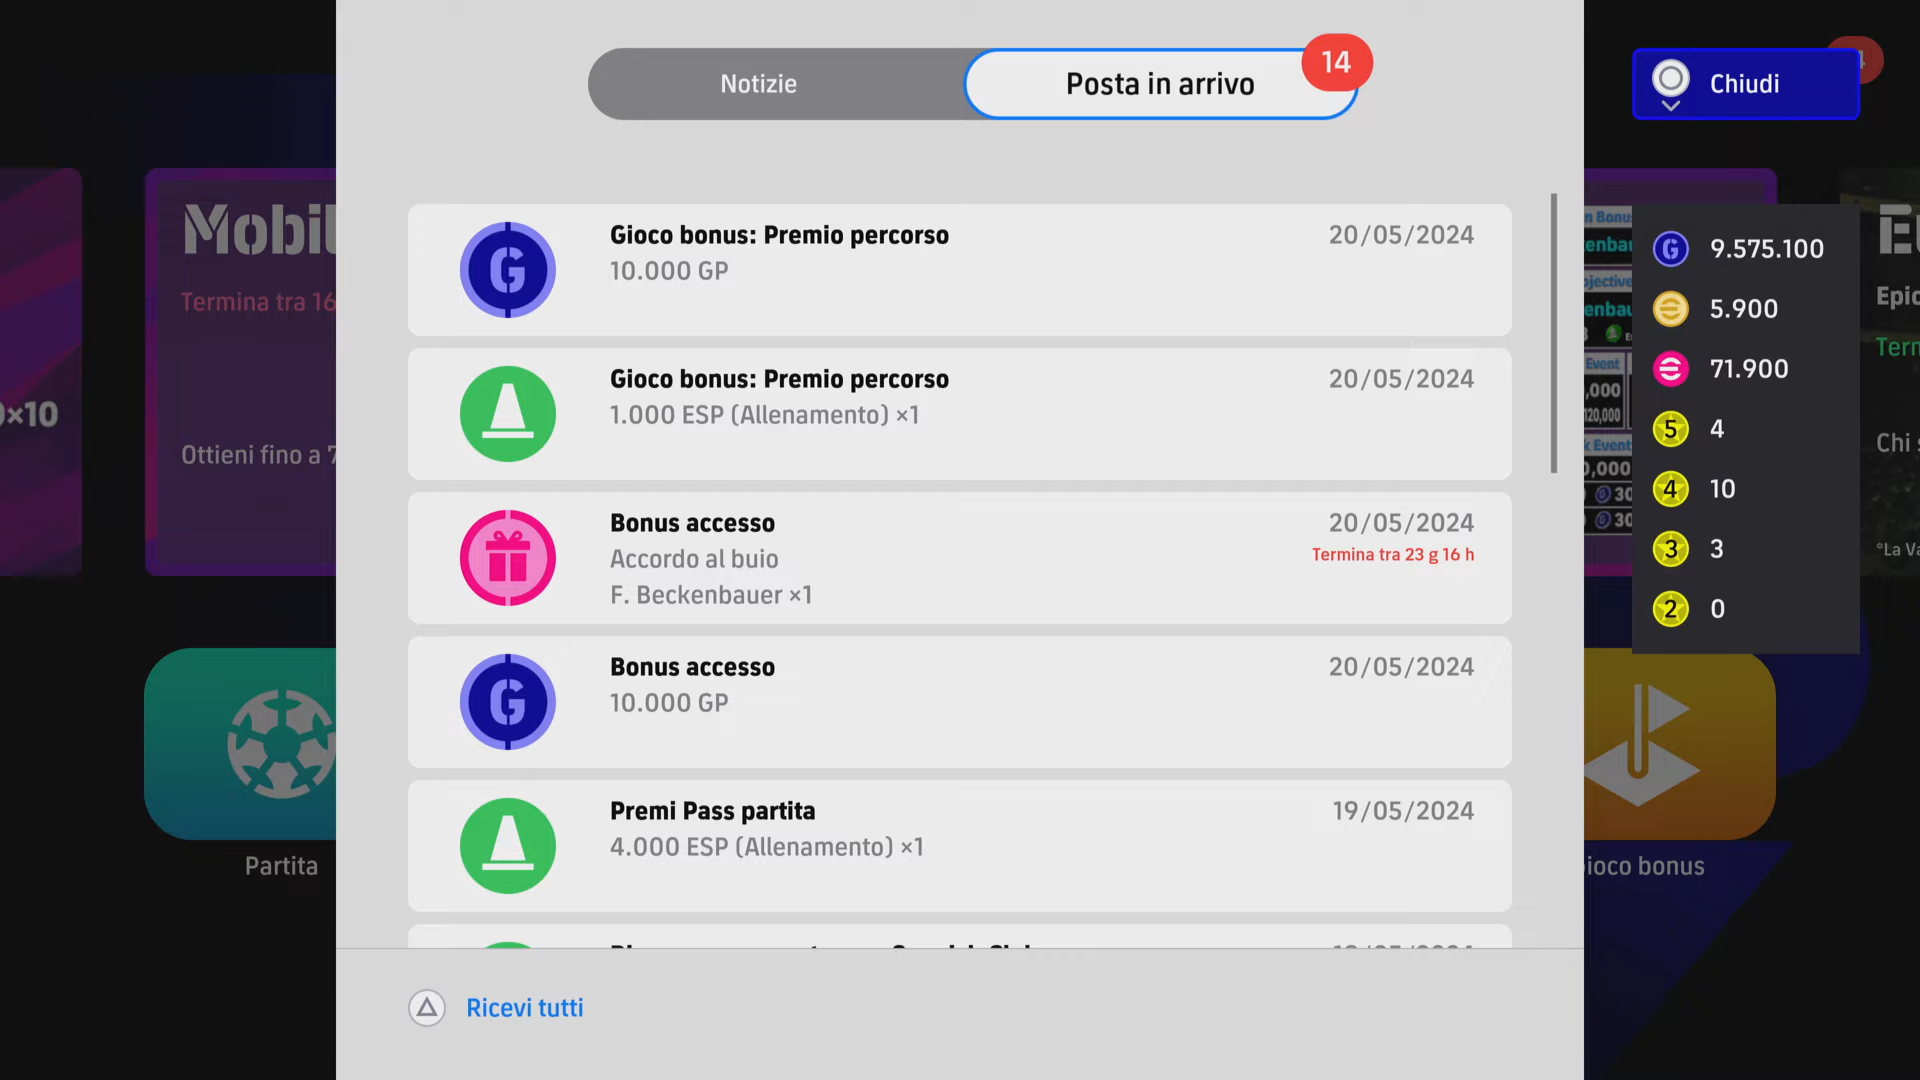 Notizie
Posta in arrivo
14
Chiudi
Gioco bonus: Premio percorso
20/05/2024
10.000 GP
Gioco bonus: Premio percorso
20/05/2024
1.000 ESP (Allenamento) ×1
Bonus accesso
20/05/2024
Termina tra 23 g 16 h
Accordo al buio
F. Beckenbauer ×1
Bonus accesso
20/05/2024
10.000 GP
Premi Pass partita
19/05/2024
4.000 ESP (Allenamento) ×1
Ricevi tutti
9.575.100
5.900
71.900
5 4
4 10
3 3
2 0
Termina tra 16
Ottieni fino a 7
×10
Partita
ioco bonus
Epic
Chi
*La Va